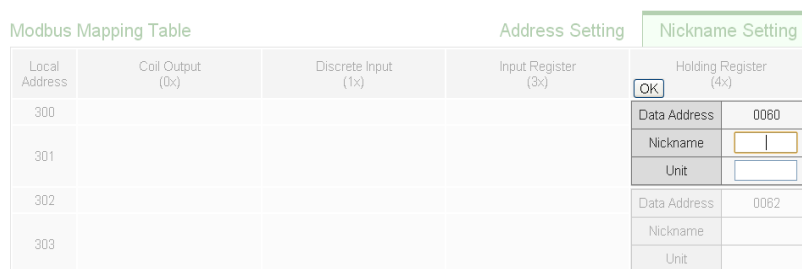 Modbus Mapping Table Address Setting Nickname Setting
Local Address Coil Output (0x) Discrete Input (1x) Input Register (3x) Holding Register (4x)
OK
300 Data Address 0060
Nickname
301 Unit
302 Data Address 0062
Nickname
303 Unit